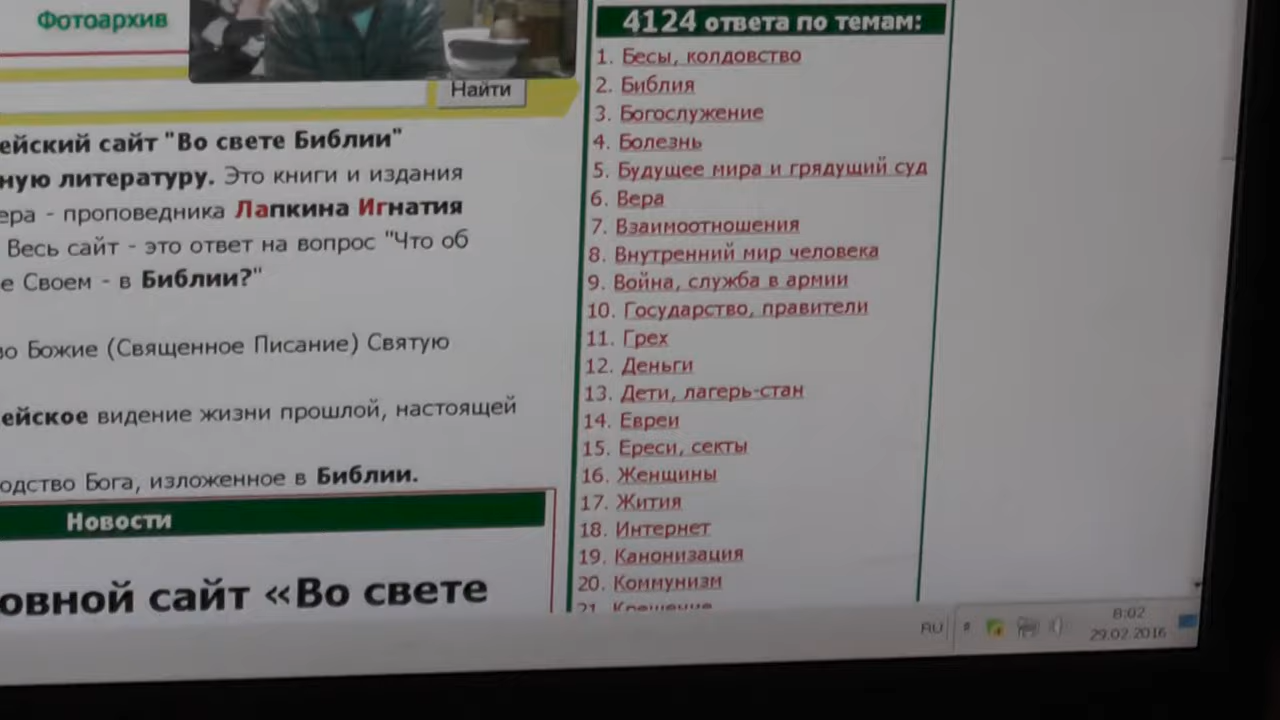 Фотоархив
Найти
ейский сайт "Во свете Библии"
ную литературу. Это книги и издания
ера - проповедника Лапкина Игнатия
Весь сайт - это ответ на вопрос "Что об
е Своем - в Библии?"
во Божие (Священное Писание) Святую
ейское видение жизни прошлой, настоящей
одство Бога, изложенное в Библии.
Новости
овной сайт «Во свете
4124 ответа по темам:
1. Бесы, колдовство
2. Библия
3. Богослужение
4. Болезнь
5. Будущее мира и грядущий суд
6. Вера
7. Взаимоотношения
8. Внутренний мир человека
9. Война, служба в армии
10. Государство, правители
11. Грех
12. Деньги
13. Дети, лагерь-стан
14. Евреи
15. Ереси, секты
16. Женщины
17. Жития
18. Интернет
19. Канонизация
20. Коммунизм
21. Крещение
RU
8:02
29.02.2016